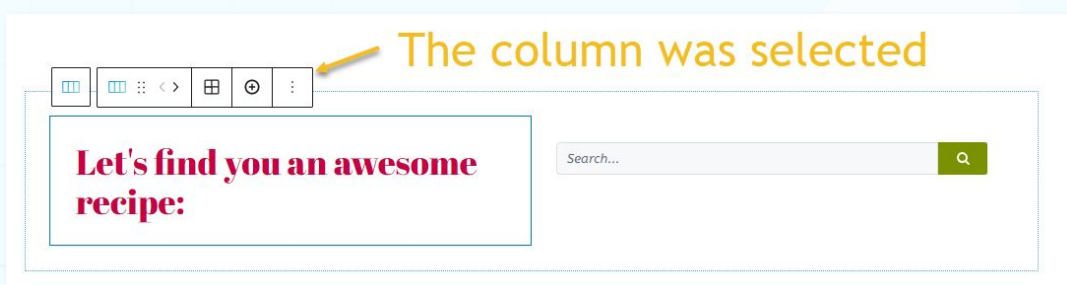 The column was selected
Let's find you an awesome
recipe:
Search...